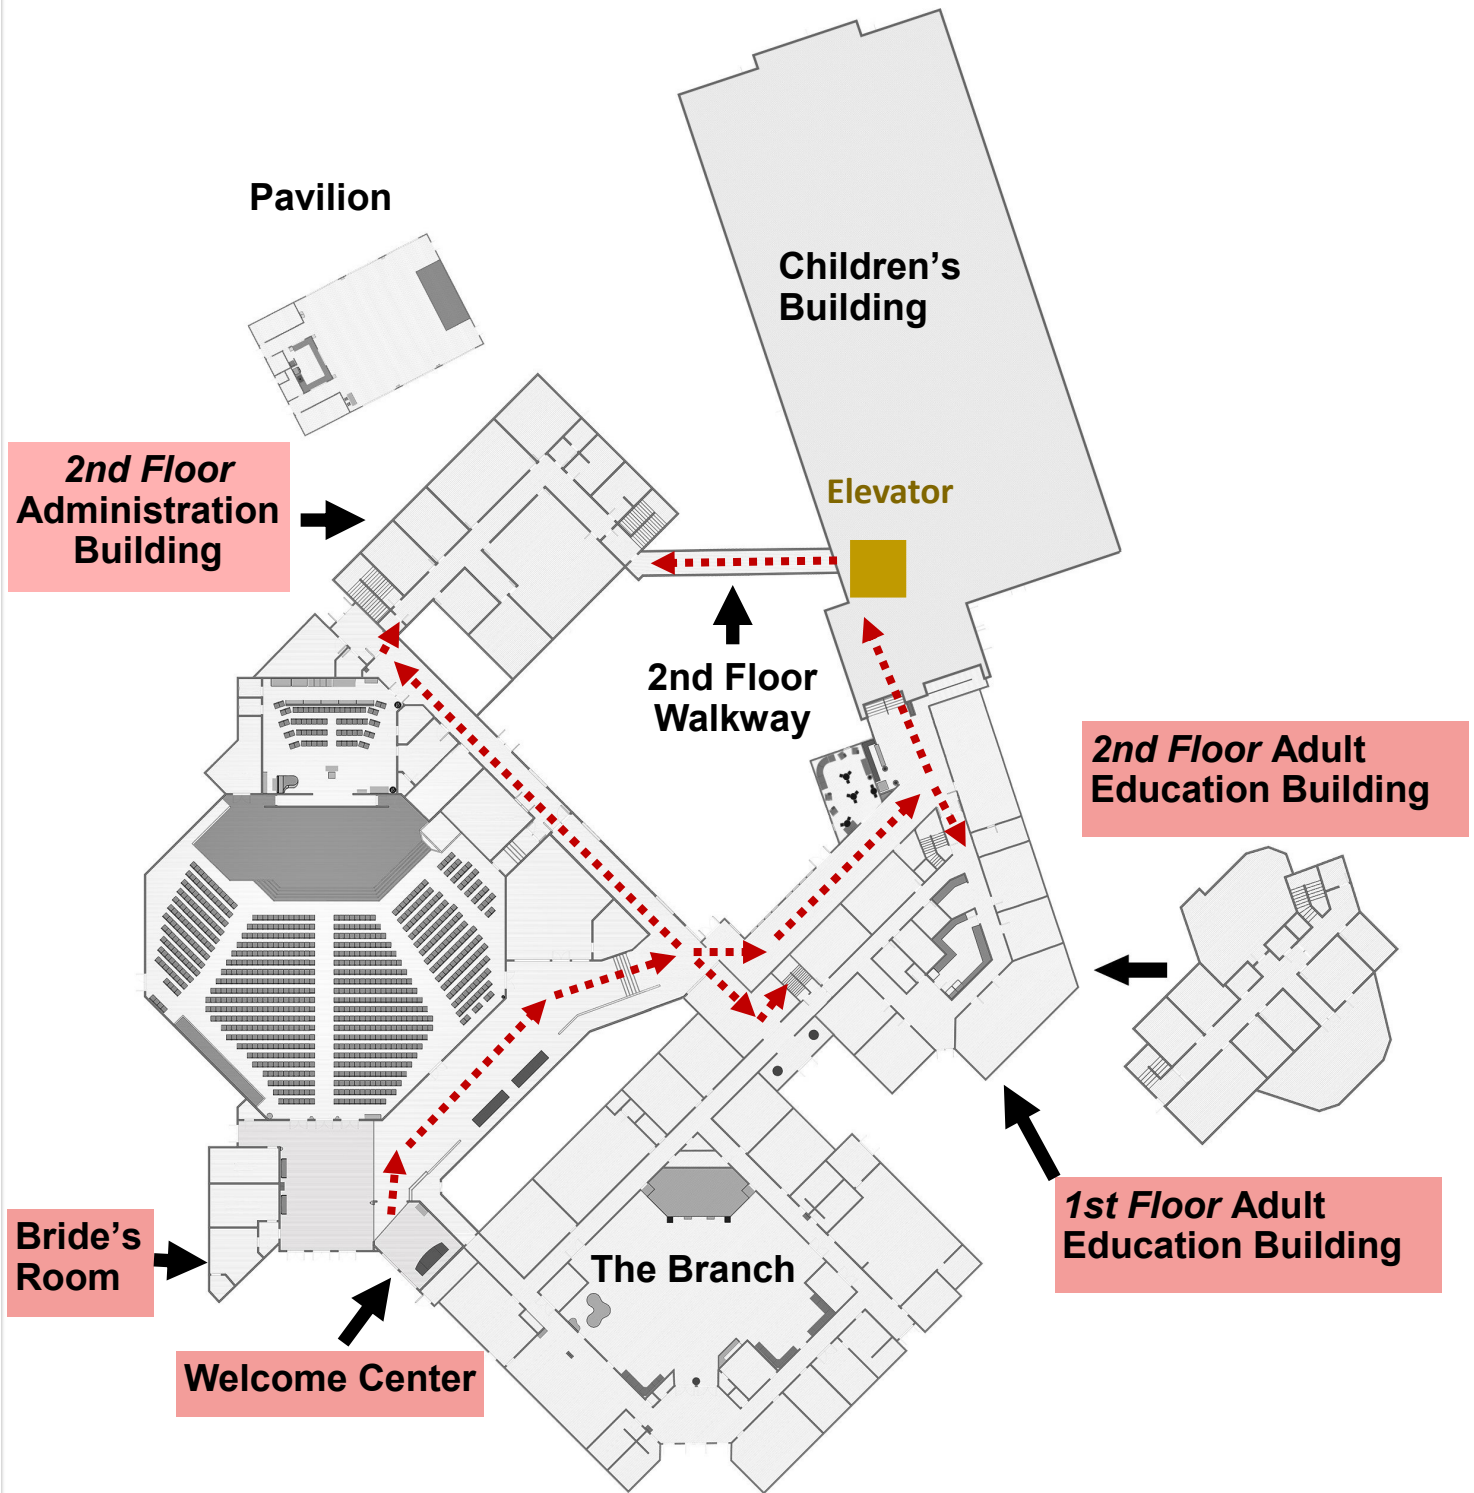 Pavilion
Children’s
Building
2nd Floor
Administration
Building
Elevator
2nd Floor
Walkway
2nd Floor Adult
Education Building
1st Floor Adult
Education Building
Bride’s
Room
The Branch
Welcome Center